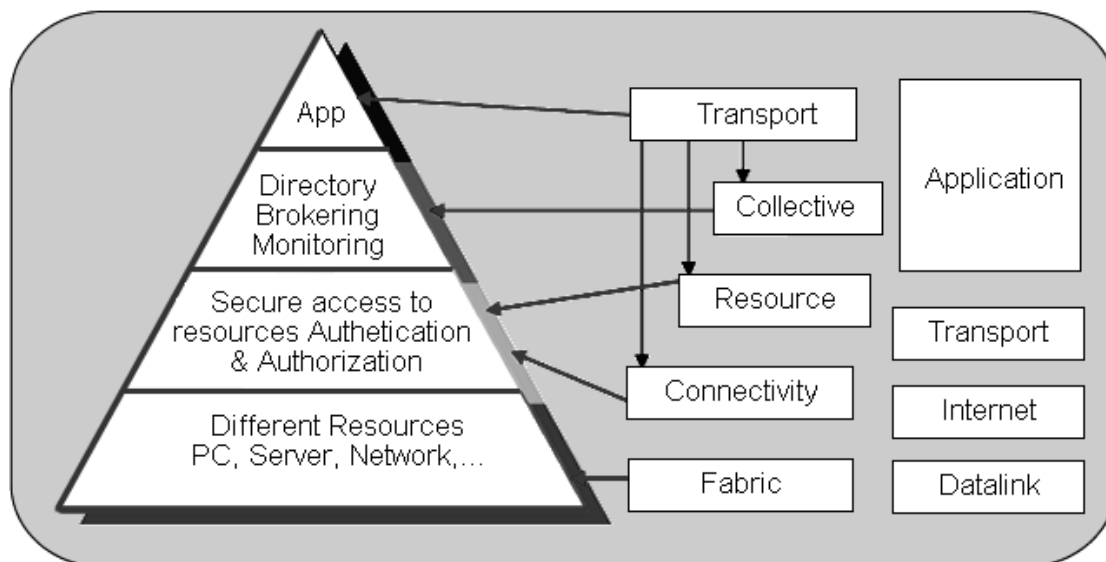 App
Directory
Brokering
Monitoring
Secure access to
resources Authetication
& Authorization
Different Resources
PC, Server, Network,...
Transport
Collective
Resource
Connectivity
Fabric
Application
Transport
Internet
Datalink